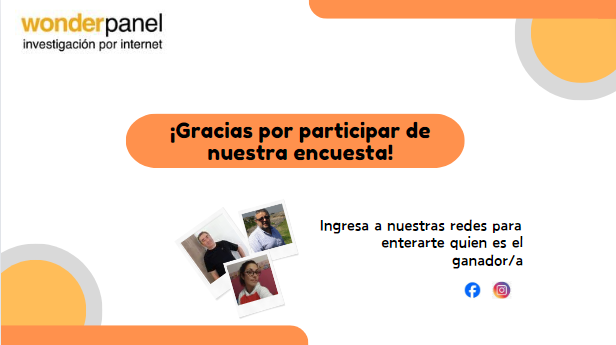 wonderpanel
investigación por internet
¡Gracias por participar de
nuestra encuesta!
Ingresa a nuestras redes para
enterarte quien es el
ganador/a